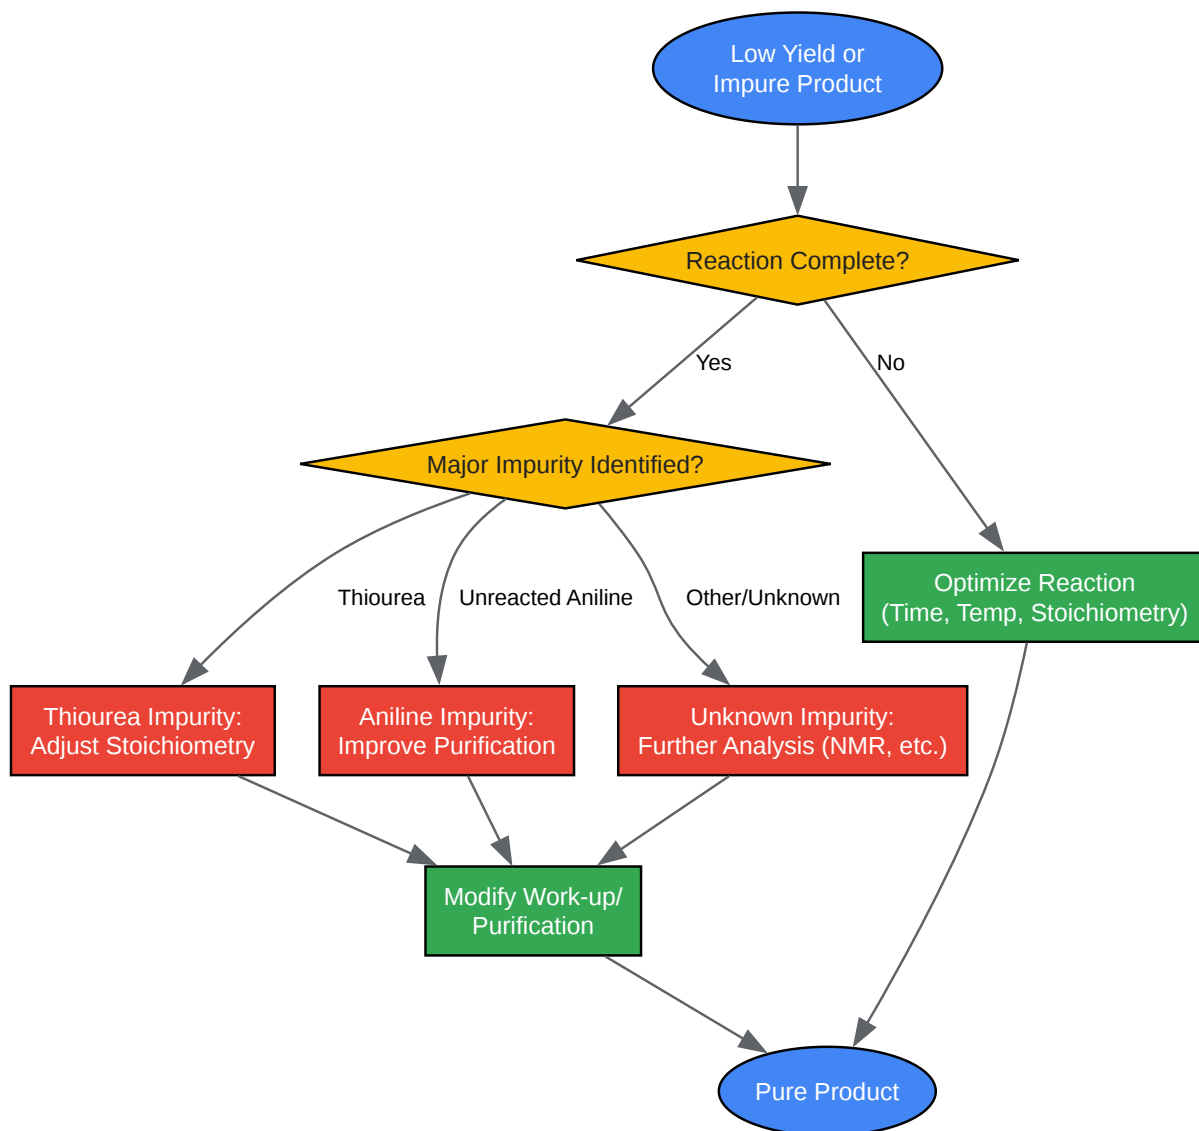 Low Yield or
Impure Product
Reaction Complete?
Yes
No
Major Impurity Identified?
Optimize Reaction
(Time, Temp, Stoichiometry)
Thiourea
Unreacted Aniline
Other/Unknown
Thiourea Impurity:
Adjust Stoichiometry
Aniline Impurity:
Improve Purification
Unknown Impurity:
Further Analysis (NMR, etc.)
Modify Work-up/
Purification
Pure Product